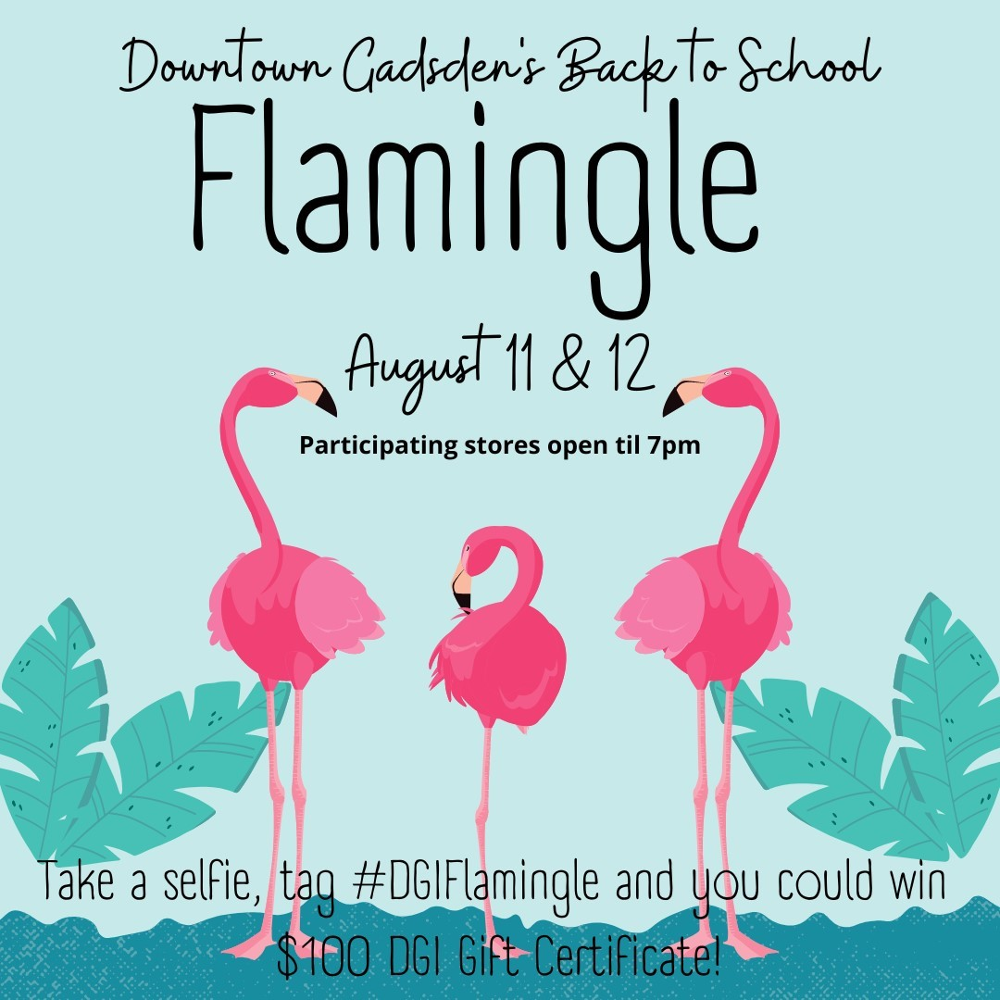 Downtown Gadsden's Back to School
Flamingle
August 11 & 12
Participating stores open til 7pm
Take a selfie, tag #DGIFlamingle and you could win
$100 DGI Gift Certificate!